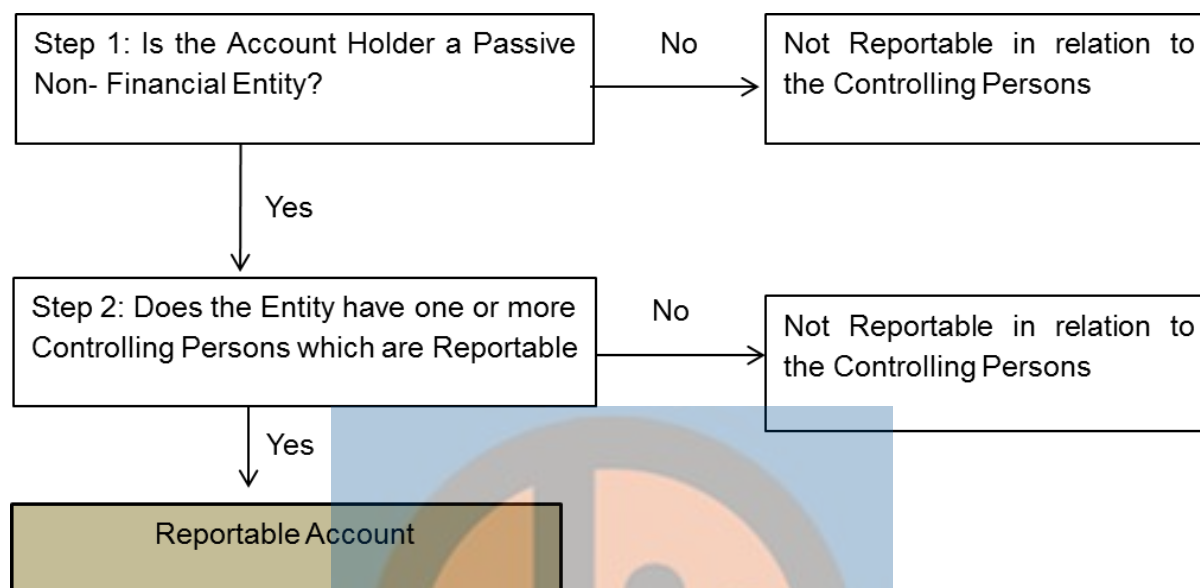 Step 1: Is the Account Holder a Passive
Non- Financial Entity?
No
Not Reportable in relation to
the Controlling Persons
Yes
Step 2: Does the Entity have one or more
Controlling Persons which are Reportable
No
Not Reportable in relation to
the Controlling Persons
Yes
Reportable Account